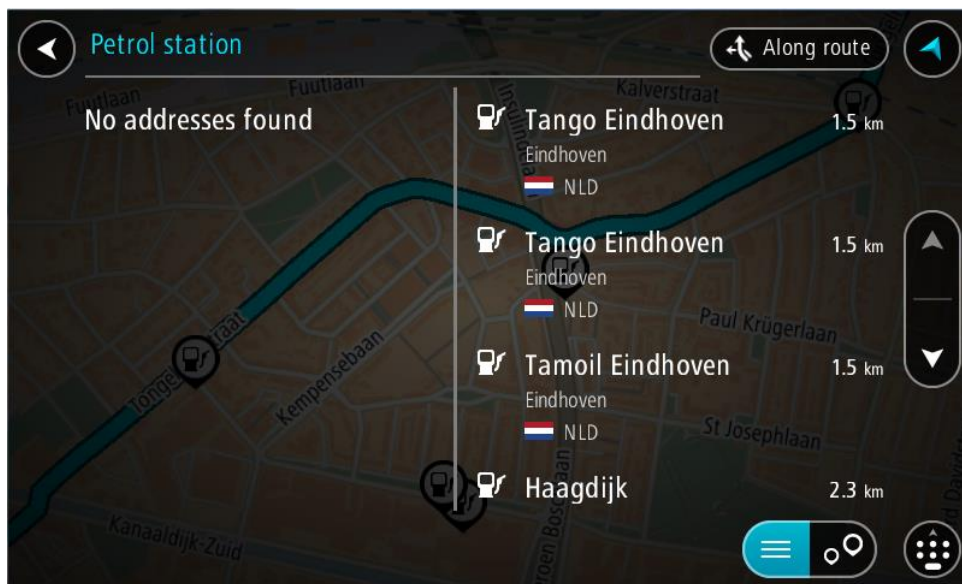 Petrol station
Along route
No addresses found
Tango Eindhoven 1.5 km
Eindhoven
NLD
Tango Eindhoven 1.5 km
Eindhoven
NLD
Tamoil Eindhoven 1.5 km
Eindhoven
NLD
Haagdijk 2.3 km
Fuutlaan
Fuutlaan
Kalverstraat
Kempensebaan
Paul Krügerlaan
St Josephlaan
Kanaaldijk-Zuid